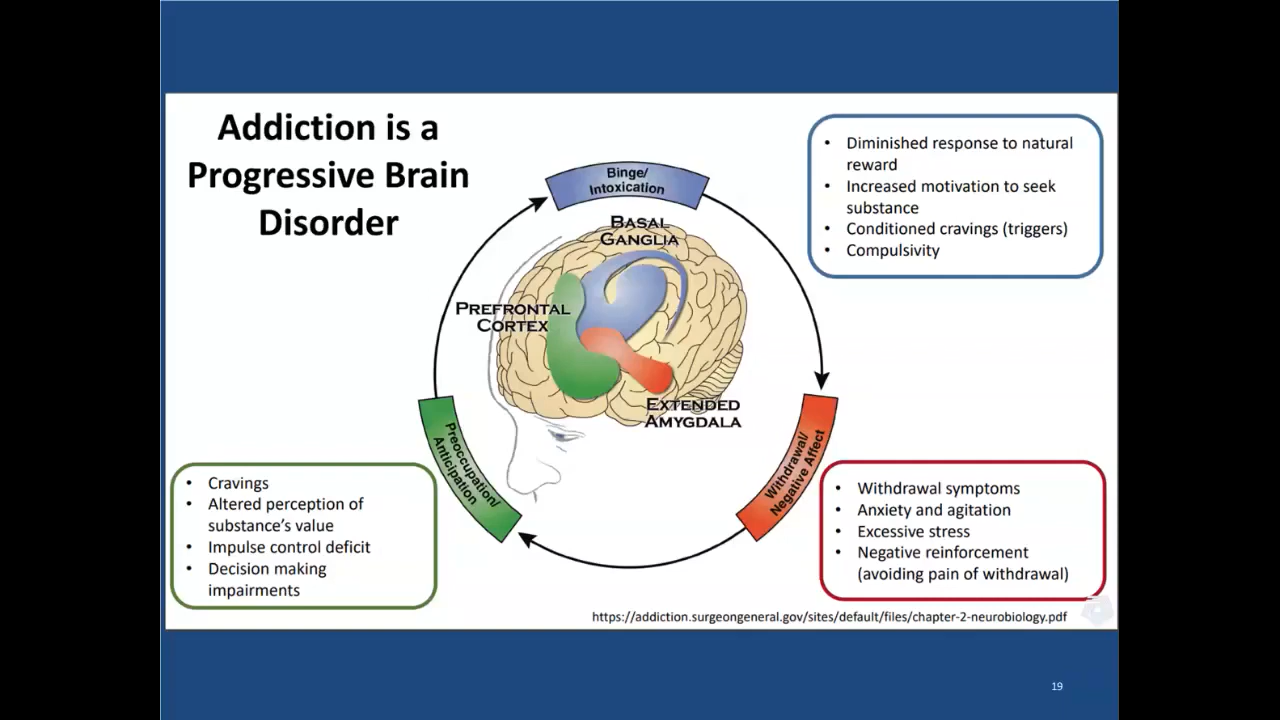 Addiction is a
Progressive Brain
Disorder
Binge/
Intoxication
BASAL
GANGLIA
PREFRONTAL
CORTEX
EXTENDED
AMYGDALA
• Diminished response to natural
reward
• Increased motivation to seek
substance
• Conditioned cravings (triggers)
• Compulsivity
Withdrawal/
Negative Affect
• Withdrawal symptoms
• Anxiety and agitation
• Excessive stress
• Negative reinforcement
(avoiding pain of withdrawal)
Preoccupation/
Anticipation
• Cravings
• Altered perception of
substance’s value
• Impulse control deficit
• Decision making
impairments
https://addiction.surgeongeneral.gov/sites/default/files/chapter-2-neurobiology.pdf
19